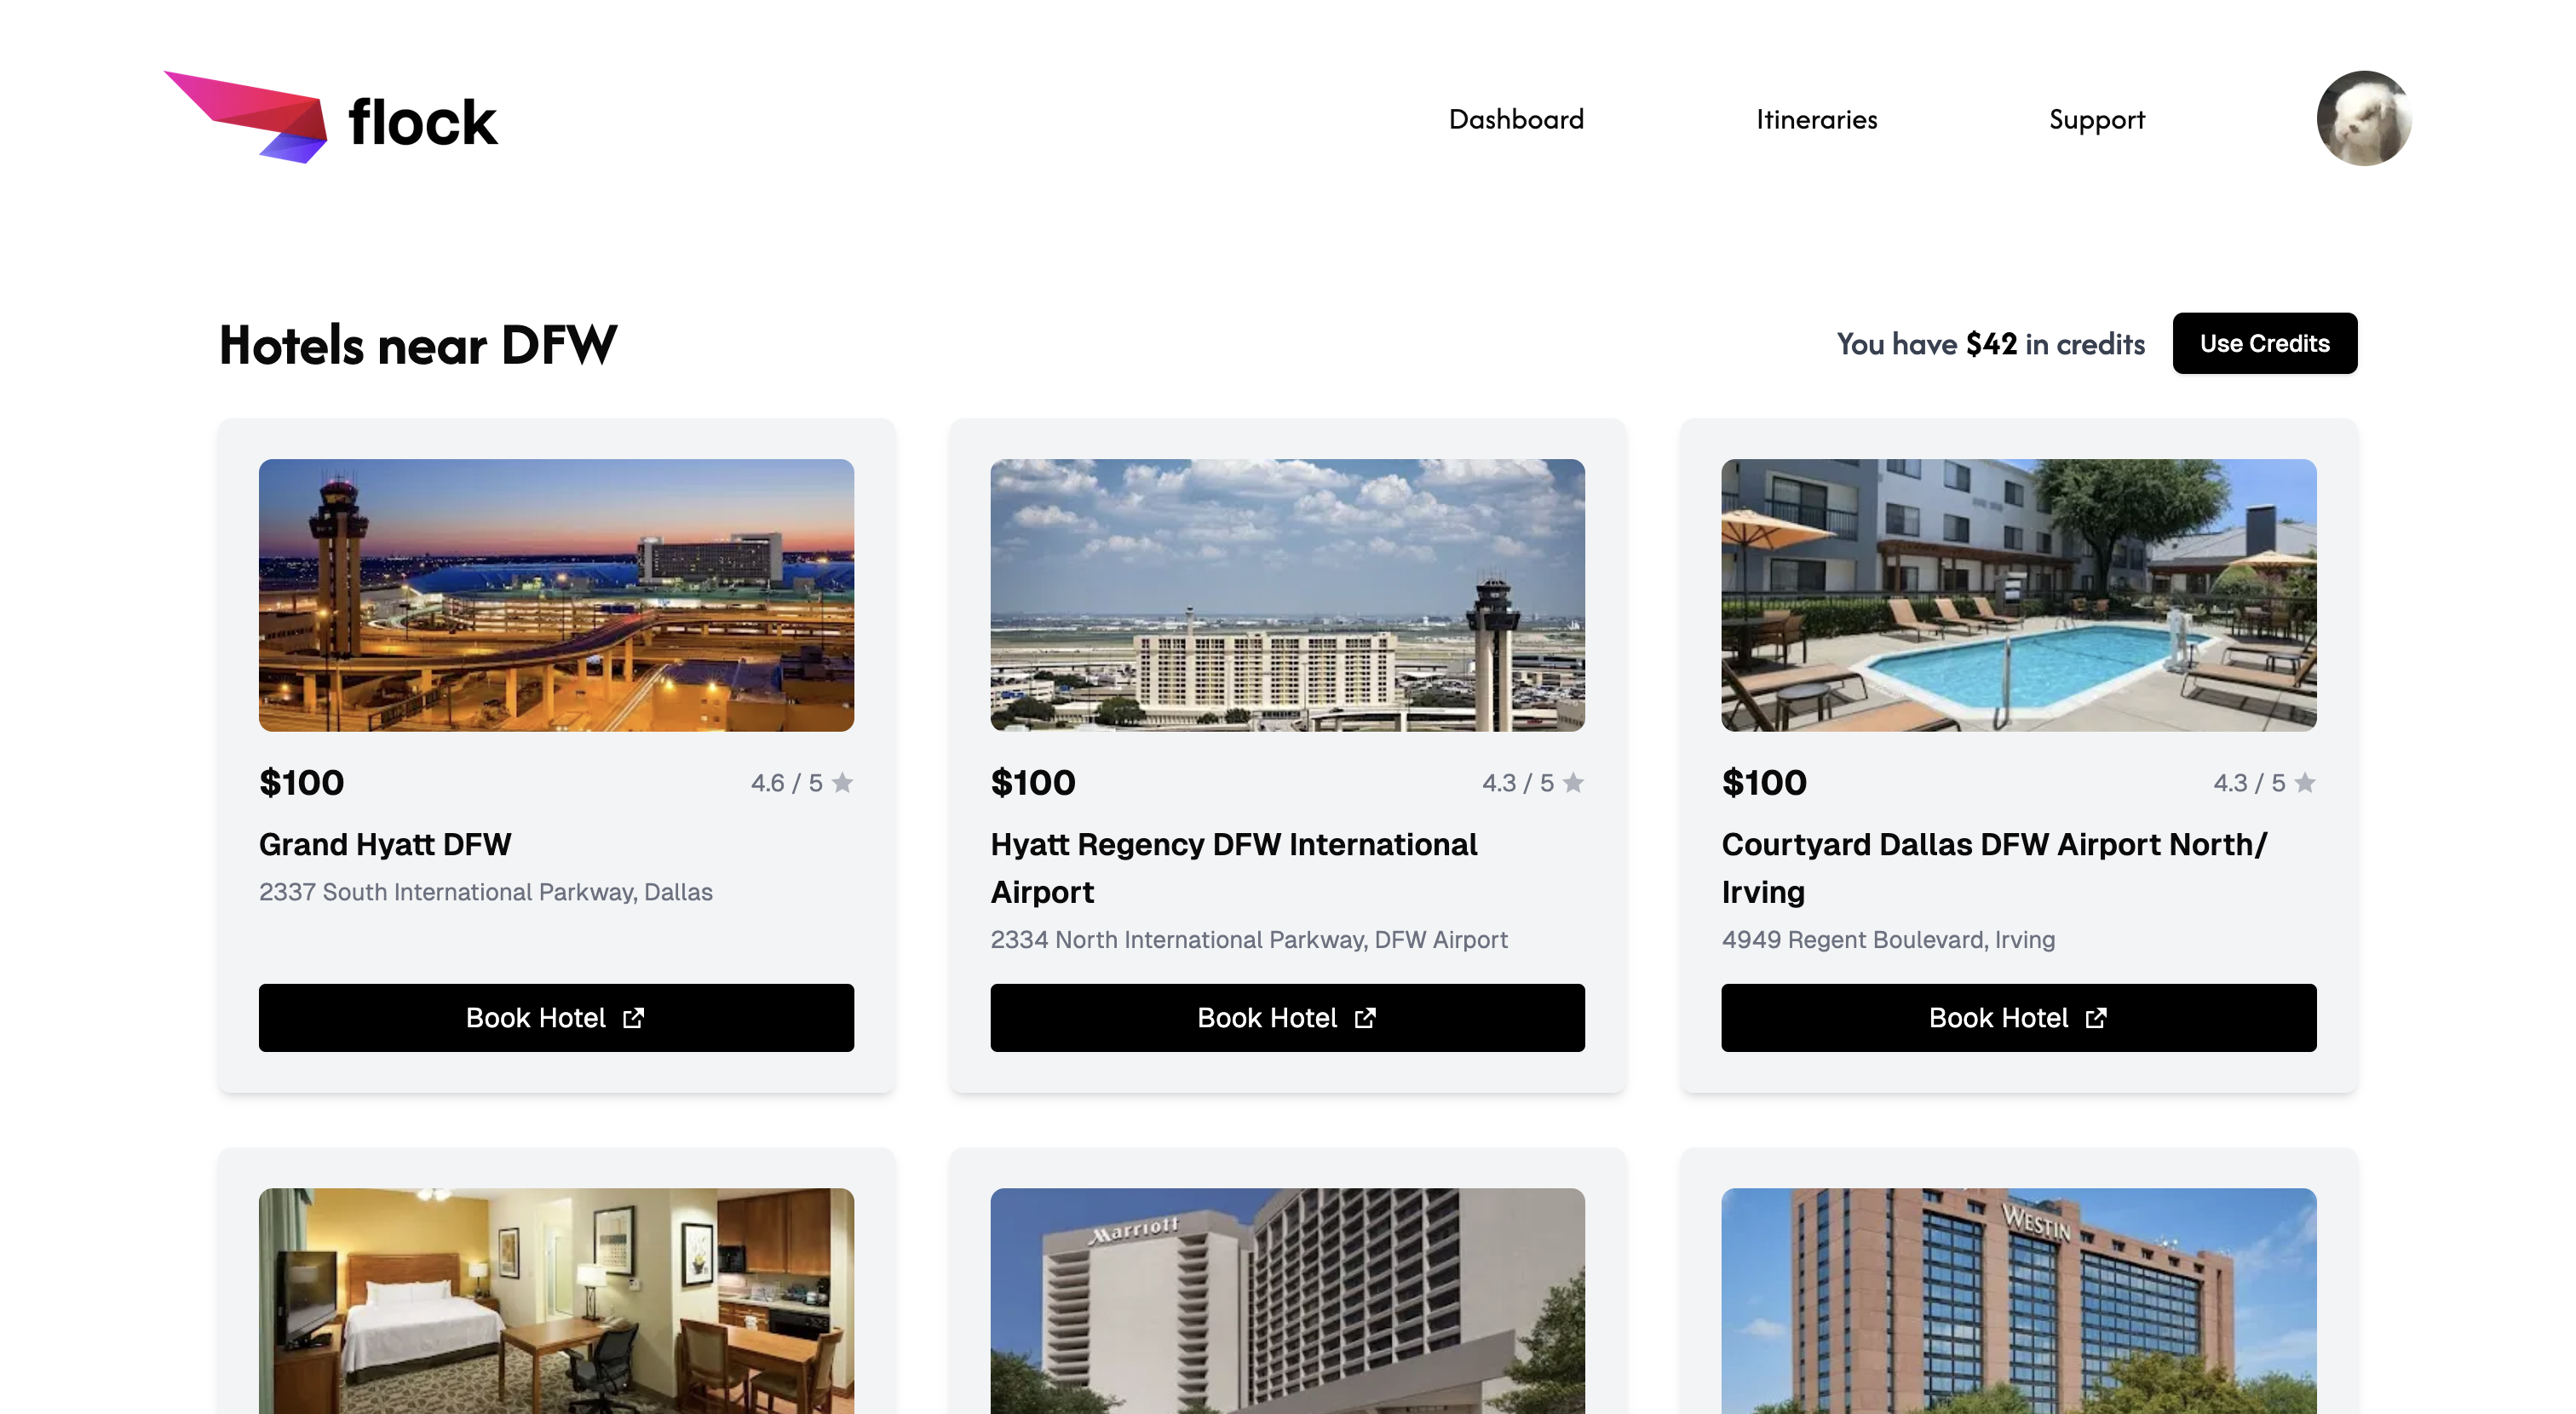 flock
Dashboard
Itineraries
Support
Hotels near DFW
You have $42 in credits
Use Credits
$100
4.6 / 5
Grand Hyatt DFW
2337 South International Parkway, Dallas
Book Hotel
$100
4.3 / 5
Hyatt Regency DFW International
Airport
2334 North International Parkway, DFW Airport
Book Hotel
$100
4.3 / 5
Courtyard Dallas DFW Airport North/
Irving
4949 Regent Boulevard, Irving
Book Hotel
Marriott
WESTIN